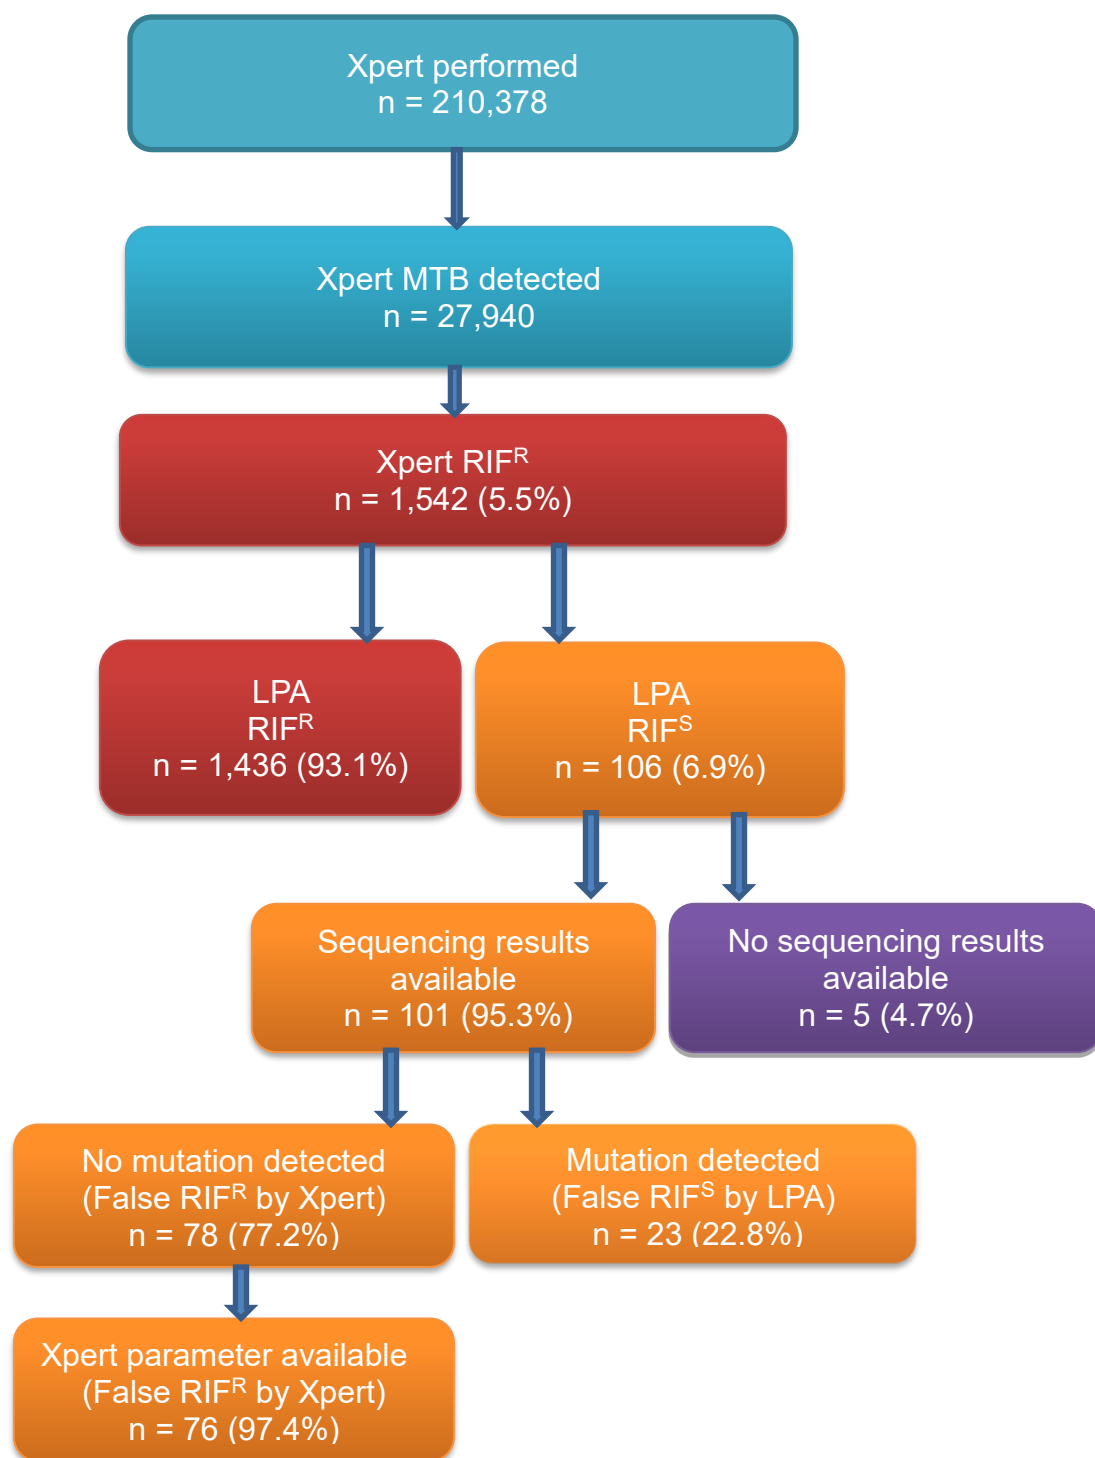 Xpert performed
n = 210,378
Xpert MTB detected
n = 27,940
Xpert RIFᴿ
n = 1,542 (5.5%)
LPA
RIFᴿ
n = 1,436 (93.1%)
LPA
RIFˢ
n = 106 (6.9%)
Sequencing results
available
n = 101 (95.3%)
No sequencing results
available
n = 5 (4.7%)
No mutation detected
(False RIFᴿ by Xpert)
n = 78 (77.2%)
Mutation detected
(False RIFˢ by LPA)
n = 23 (22.8%)
Xpert parameter available
(False RIFᴿ by Xpert)
n = 76 (97.4%)